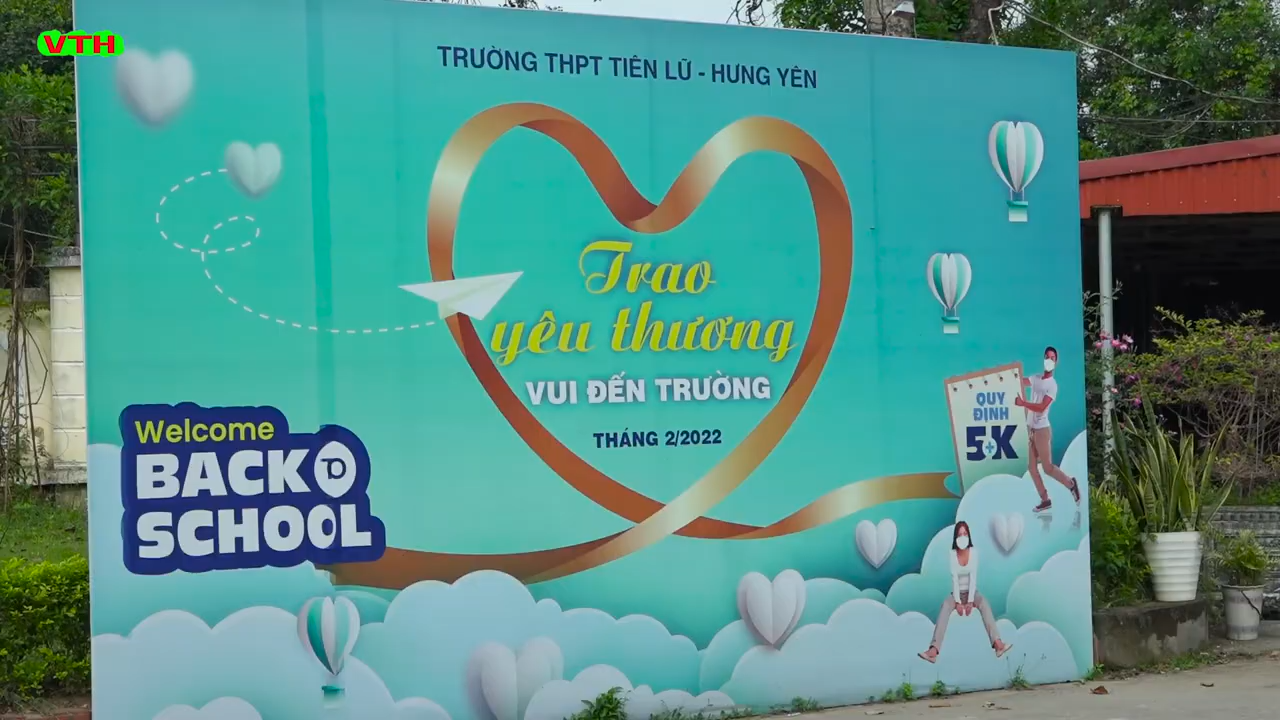 VTH
TRƯỜNG THPT TIÊN LỮ - HƯNG YÊN
Trao
yêu thương
VUI ĐẾN TRƯỜNG
THÁNG 2/2022
Welcome
BACK TO
SCHOOL
QUY
ĐỊNH
5+K